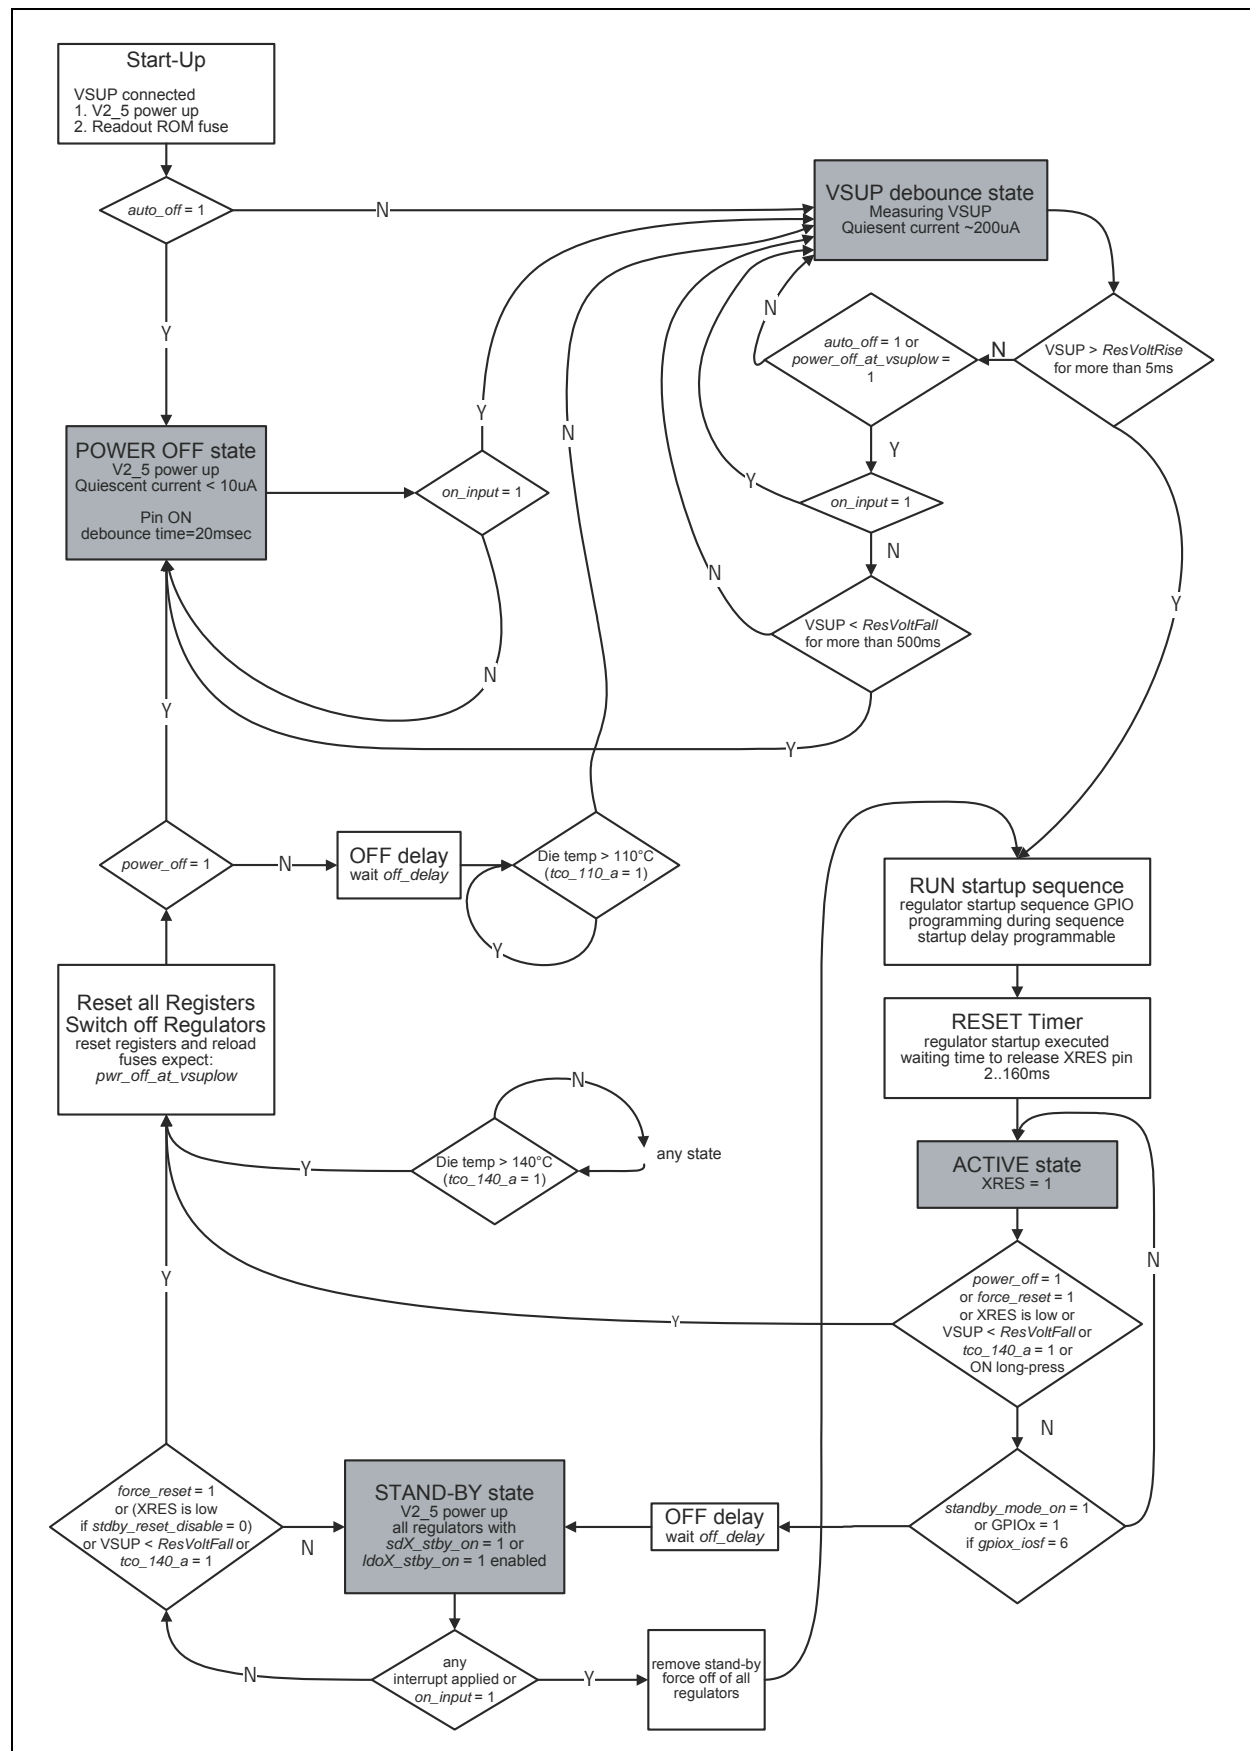 Start-Up
VSUP connected
1. V2_5 power up
2. Readout ROM fuse
auto_off = 1
N
Y
VSUP debounce state
Measuring VSUP
Quiesent current ~200uA
N
auto_off = 1 or
power_off_at_vsuplow =
1
N
VSUP > ResVoltRise
for more than 5ms
Y
Y
N
POWER OFF state
V2_5 power up
Quiescent current < 10uA
Pin ON
debounce time=20msec
on_input = 1
Y
on_input = 1
N
N
VSUP < ResVoltFall
for more than 500ms
Y
N
Y
Y
power_off = 1
N
OFF delay
wait off_delay
Die temp > 110°C
(tco_110_a = 1)
Y
RUN startup sequence
regulator startup sequence GPIO
programming during sequence
startup delay programmable
Reset all Registers
Switch off Regulators
reset registers and reload
fuses expect:
pwr_off_at_vsuplow
RESET Timer
regulator startup executed
waiting time to release XRES pin
2..160ms
N
Y
Die temp > 140°C
(tco_140_a = 1)
any state
ACTIVE state
XRES = 1
N
Y
power_off = 1
or force_reset = 1
or XRES is low or
VSUP < ResVoltFall or
tco_140_a = 1 or
ON long-press
Y
N
force_reset = 1
or (XRES is low
if stdby_reset_disable = 0)
or VSUP < ResVoltFall or
tco_140_a = 1
N
STAND-BY state
V2_5 power up
all regulators with
sdX_stby_on = 1 or
ldoX_stby_on = 1 enabled
OFF delay
wait off_delay
standby_mode_on = 1
or GPIOx = 1
if gpiox_iosf = 6
N
any
interrupt applied or
on_input = 1
Y
remove stand-by
force off of all
regulators